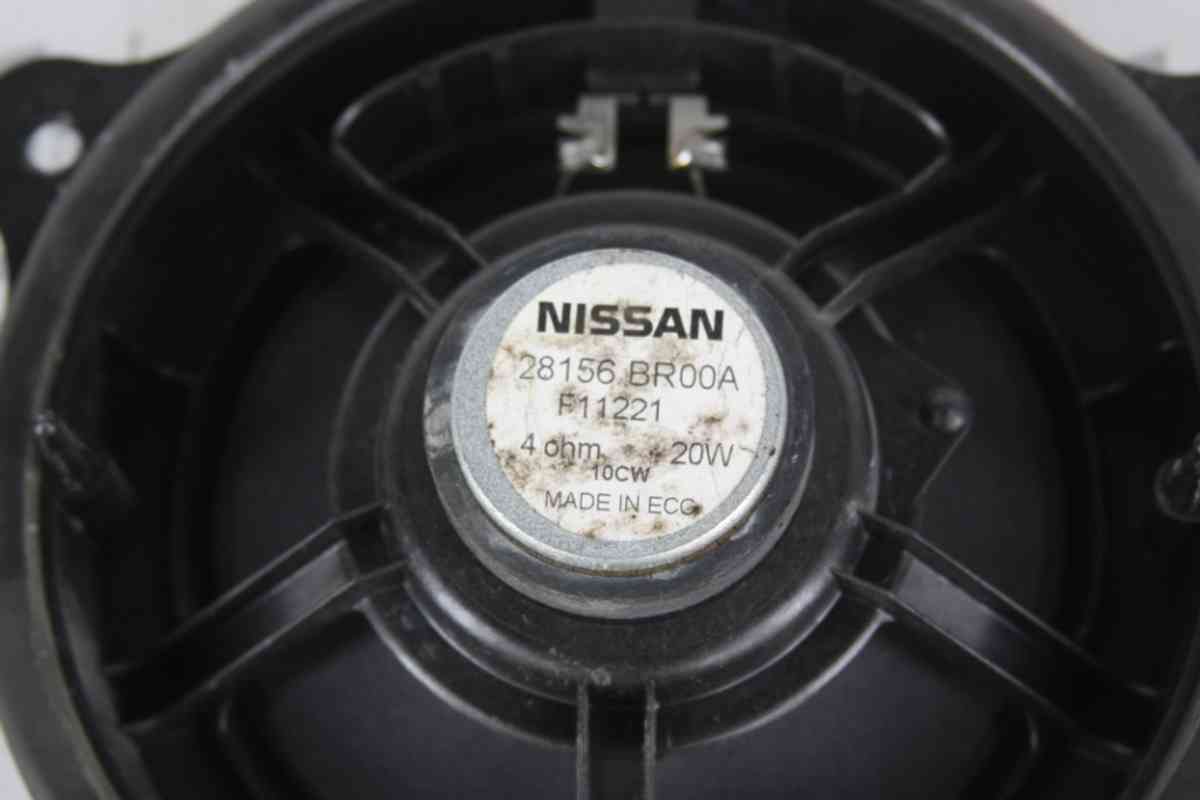 NISSAN
28156 BR00A
F11221
4 ohm 20W
10CW
MADE IN ECC